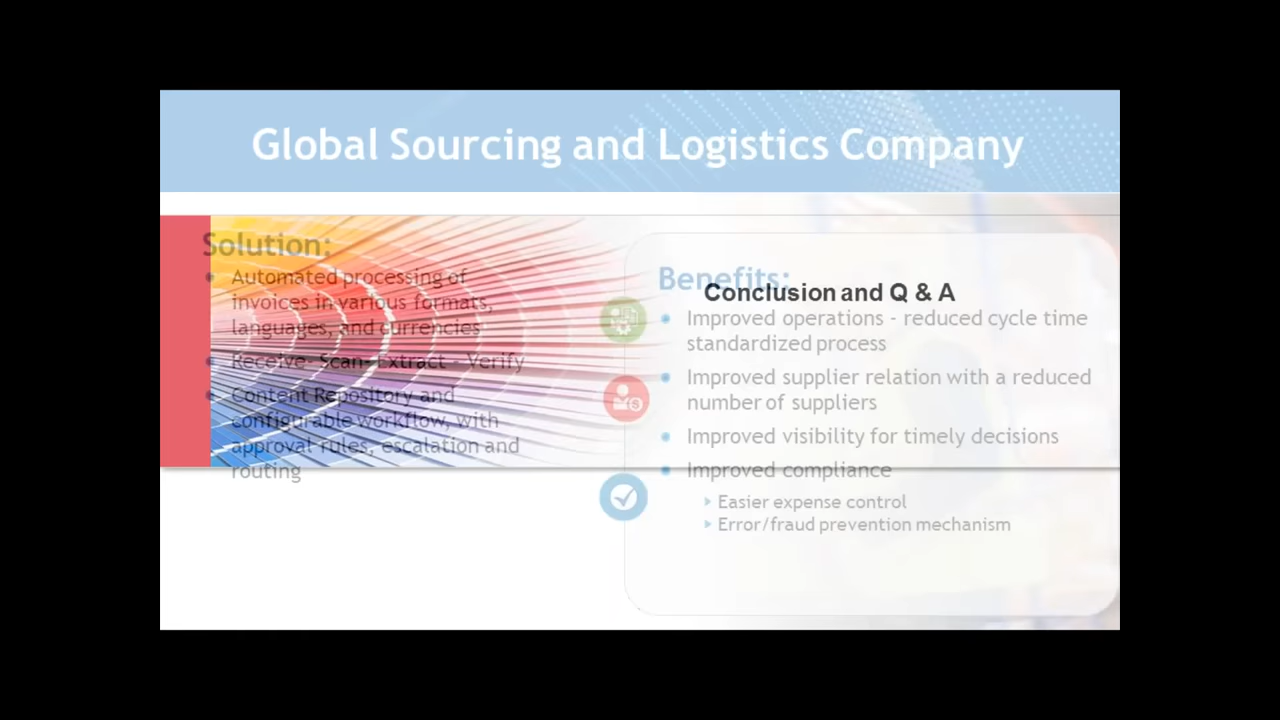 Global Sourcing and Logistics Company
Solution:
• Automated processing of
invoices in various formats,
languages, and currencies
• Receive- Scan- Extract - Verify
• Content Repository and
configurable workflow, with
approval rules, escalation and
routing
Benefits:
Conclusion and Q & A
• Improved operations - reduced cycle time
standardized process
• Improved supplier relation with a reduced
number of suppliers
• Improved visibility for timely decisions
• Improved compliance
Easier expense control
Error/fraud prevention mechanism